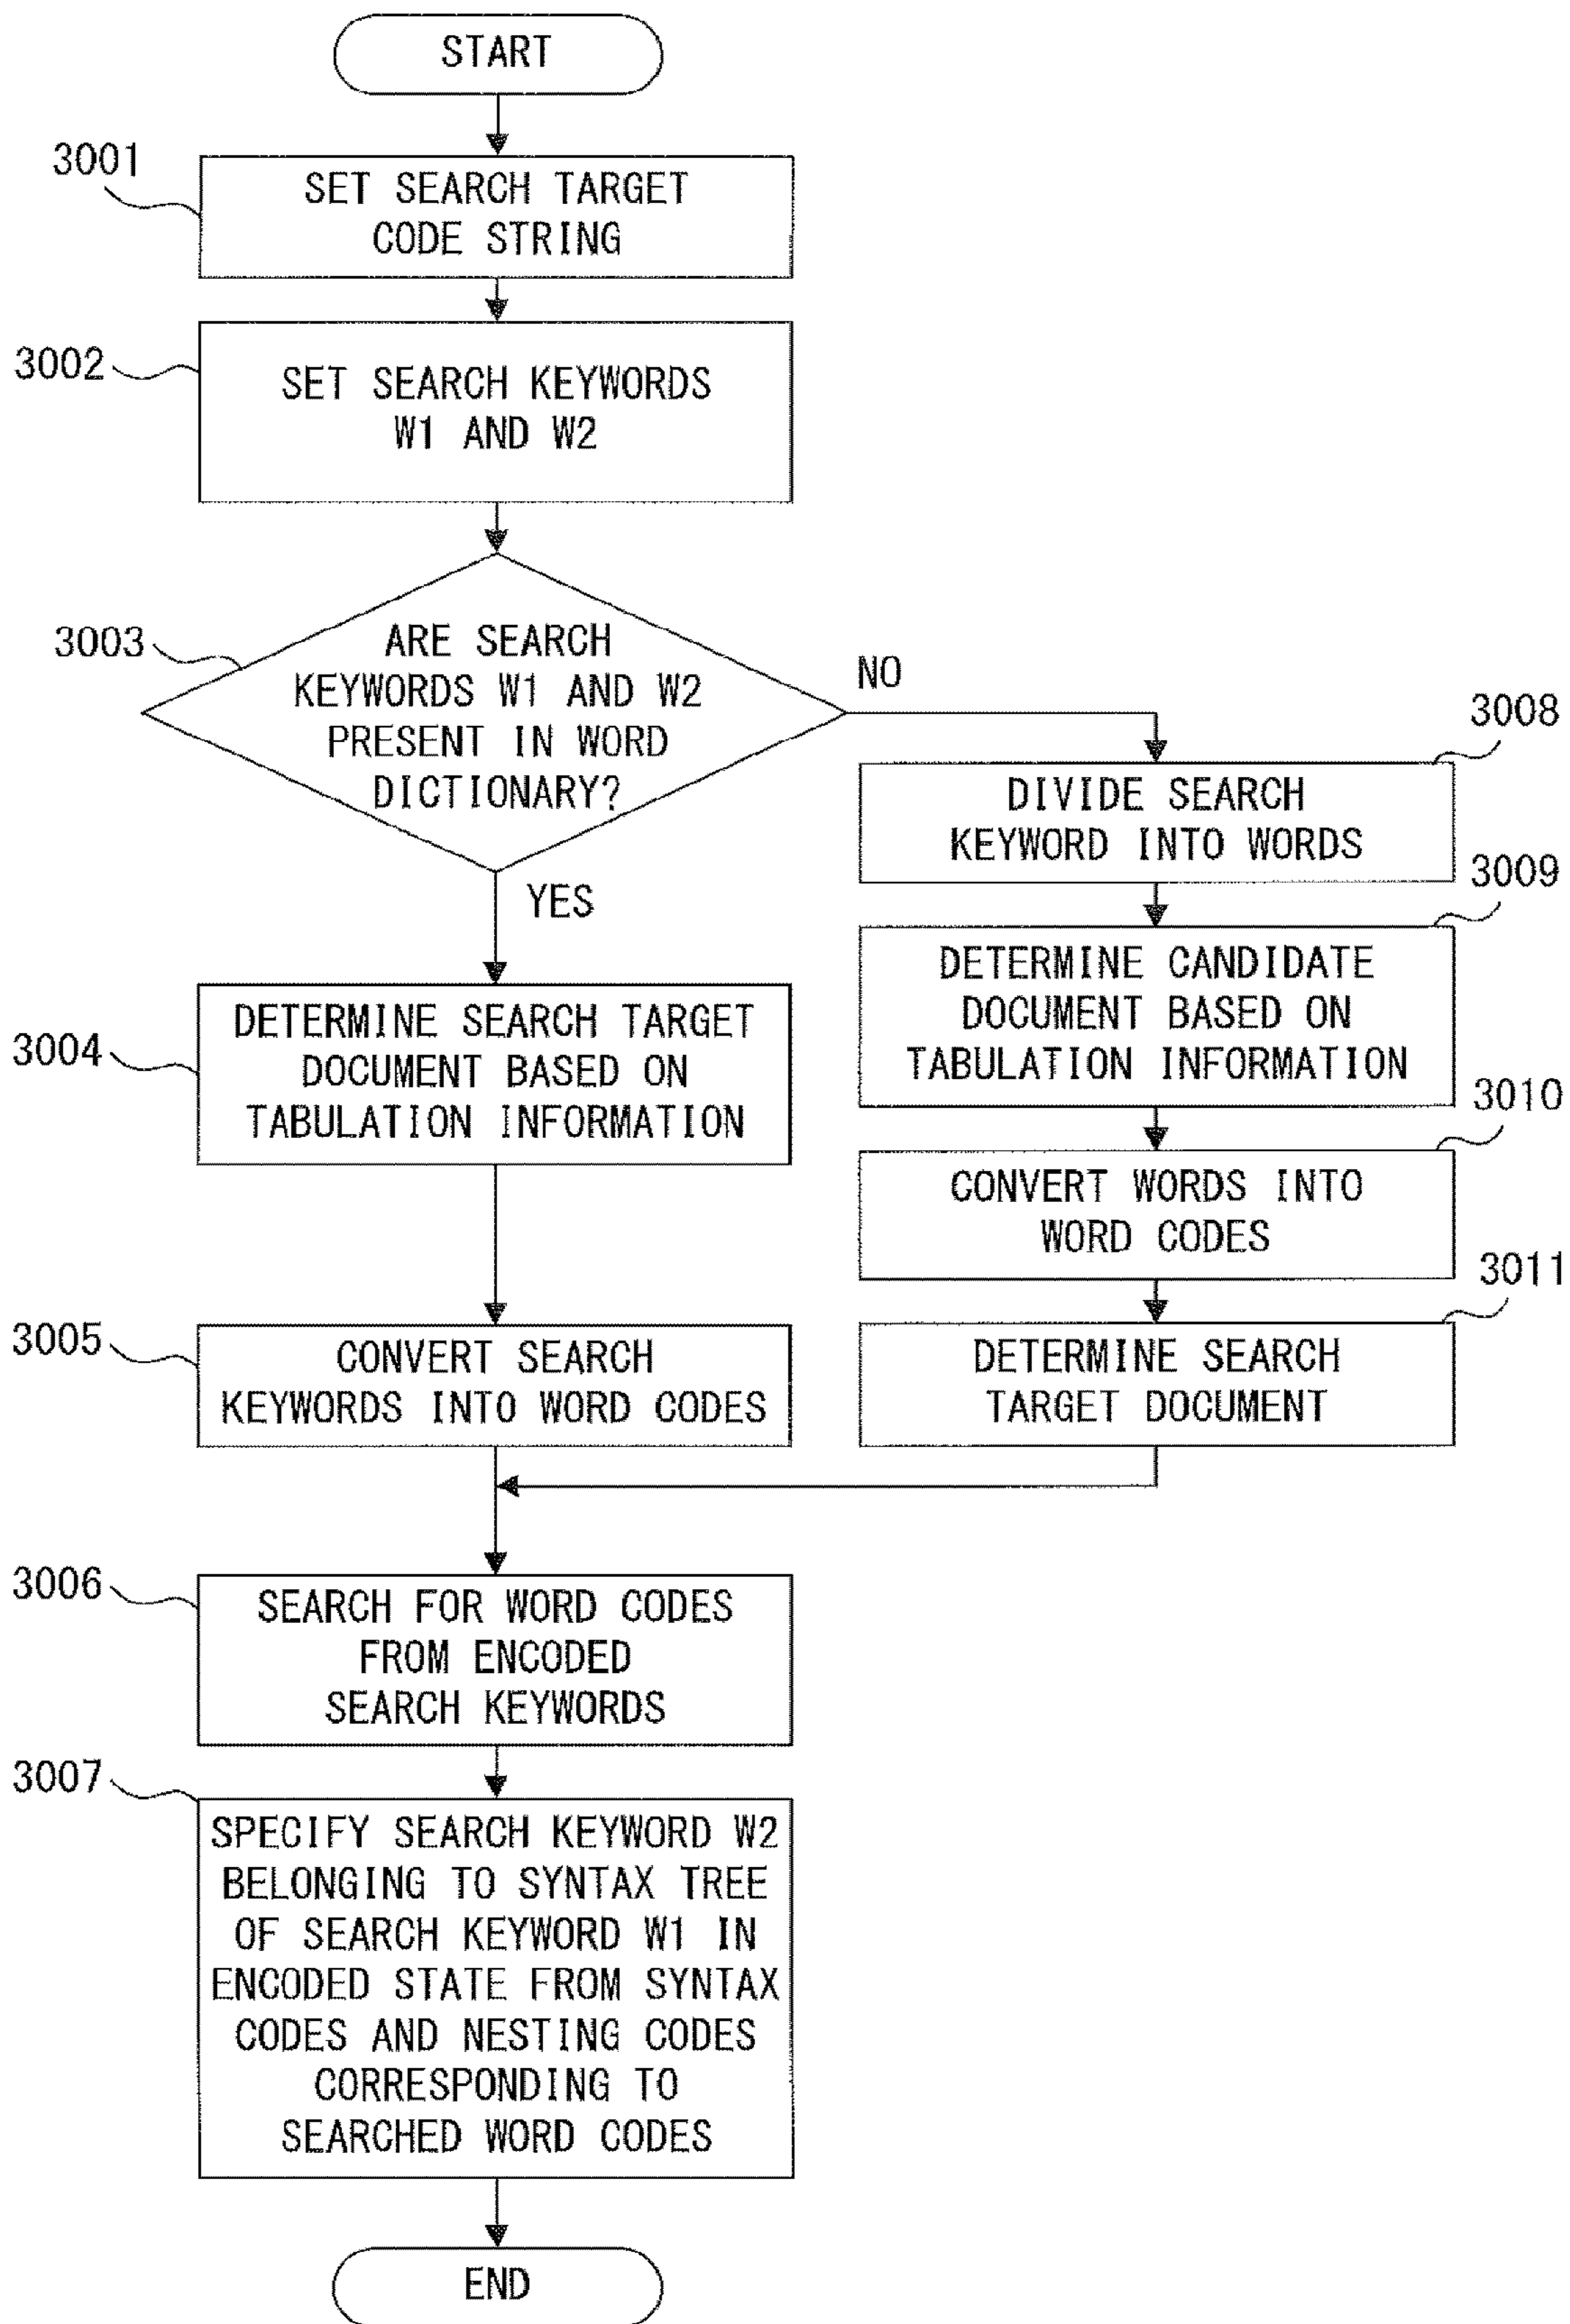 START
3001
SET SEARCH TARGET
CODE STRING
3002
SET SEARCH KEYWORDS
W1 AND W2
3003
ARE SEARCH
KEYWORDS W1 AND W2
PRESENT IN WORD
DICTIONARY?
NO
YES
3004
DETERMINE SEARCH TARGET
DOCUMENT BASED ON
TABULATION INFORMATION
3005
CONVERT SEARCH
KEYWORDS INTO WORD CODES
3008
DIVIDE SEARCH
KEYWORD INTO WORDS
3009
DETERMINE CANDIDATE
DOCUMENT BASED ON
TABULATION INFORMATION
3010
CONVERT WORDS INTO
WORD CODES
3011
DETERMINE SEARCH
TARGET DOCUMENT
3006
SEARCH FOR WORD CODES
FROM ENCODED
SEARCH KEYWORDS
3007
SPECIFY SEARCH KEYWORD W2
BELONGING TO SYNTAX TREE
OF SEARCH KEYWORD W1 IN
ENCODED STATE FROM SYNTAX
CODES AND NESTING CODES
CORRESPONDING TO
SEARCHED WORD CODES
END